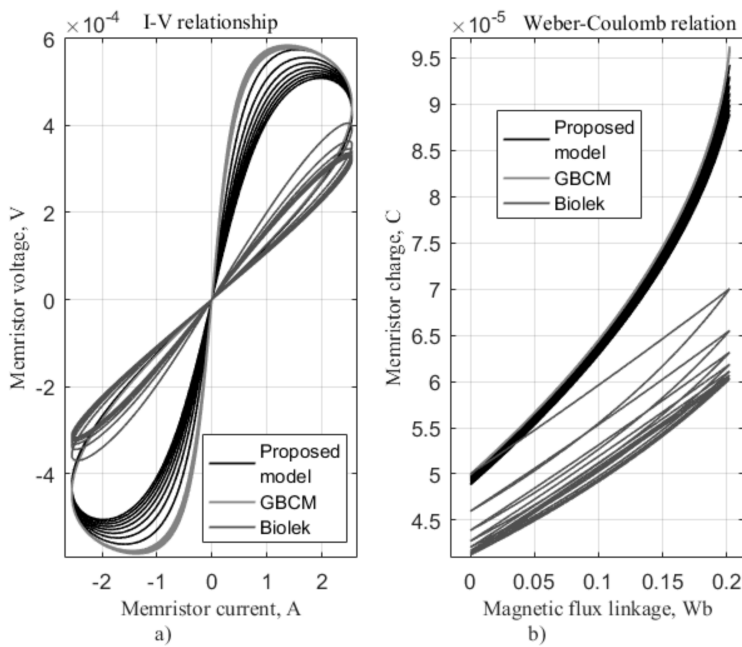 ×10⁻⁴
I-V relationship
6
4
2
0
-2
-4
-2
-1
0
1
2
Memristor voltage, V
Memristor current, A
Proposed
model
GBCM
Biolek
a)
×10⁻⁵
Weber-Coulomb relation
9.5
9
8.5
8
7.5
7
6.5
6
5.5
5
4.5
0
0.05
0.1
0.15
0.2
Memristor charge, C
Magnetic flux linkage, Wb
Proposed
model
GBCM
Biolek
b)